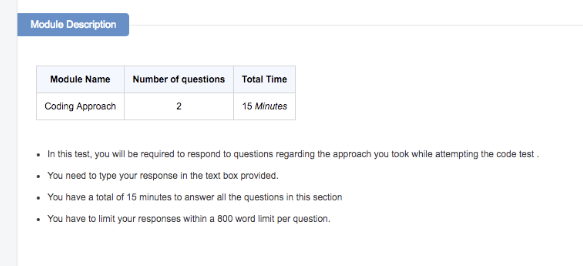 Module Description
Module Name Number of questions Total Time
Coding Approach 2 15 Minutes
• In this test, you will be required to respond to questions regarding the approach you took while attempting the code test .
• You need to type your response in the text box provided.
• You have a total of 15 minutes to answer all the questions in this section
• You have to limit your responses within a 800 word limit per question.